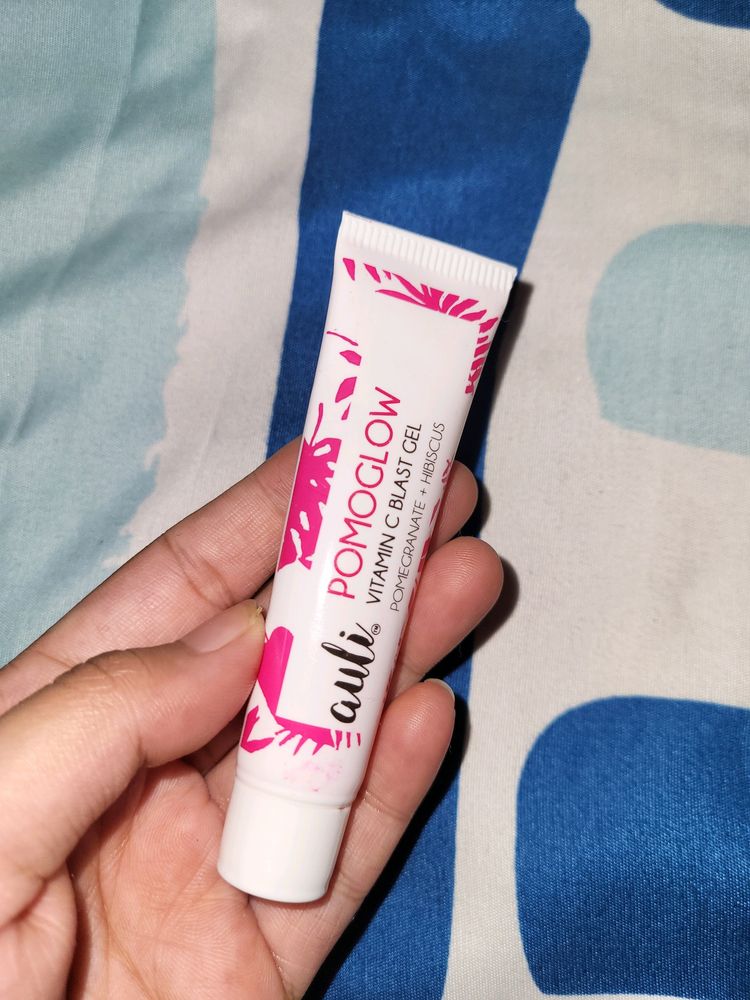 auli
POMOGLOW
VITAMIN C BLAST GEL
POMEGRANATE + HIBISCUS